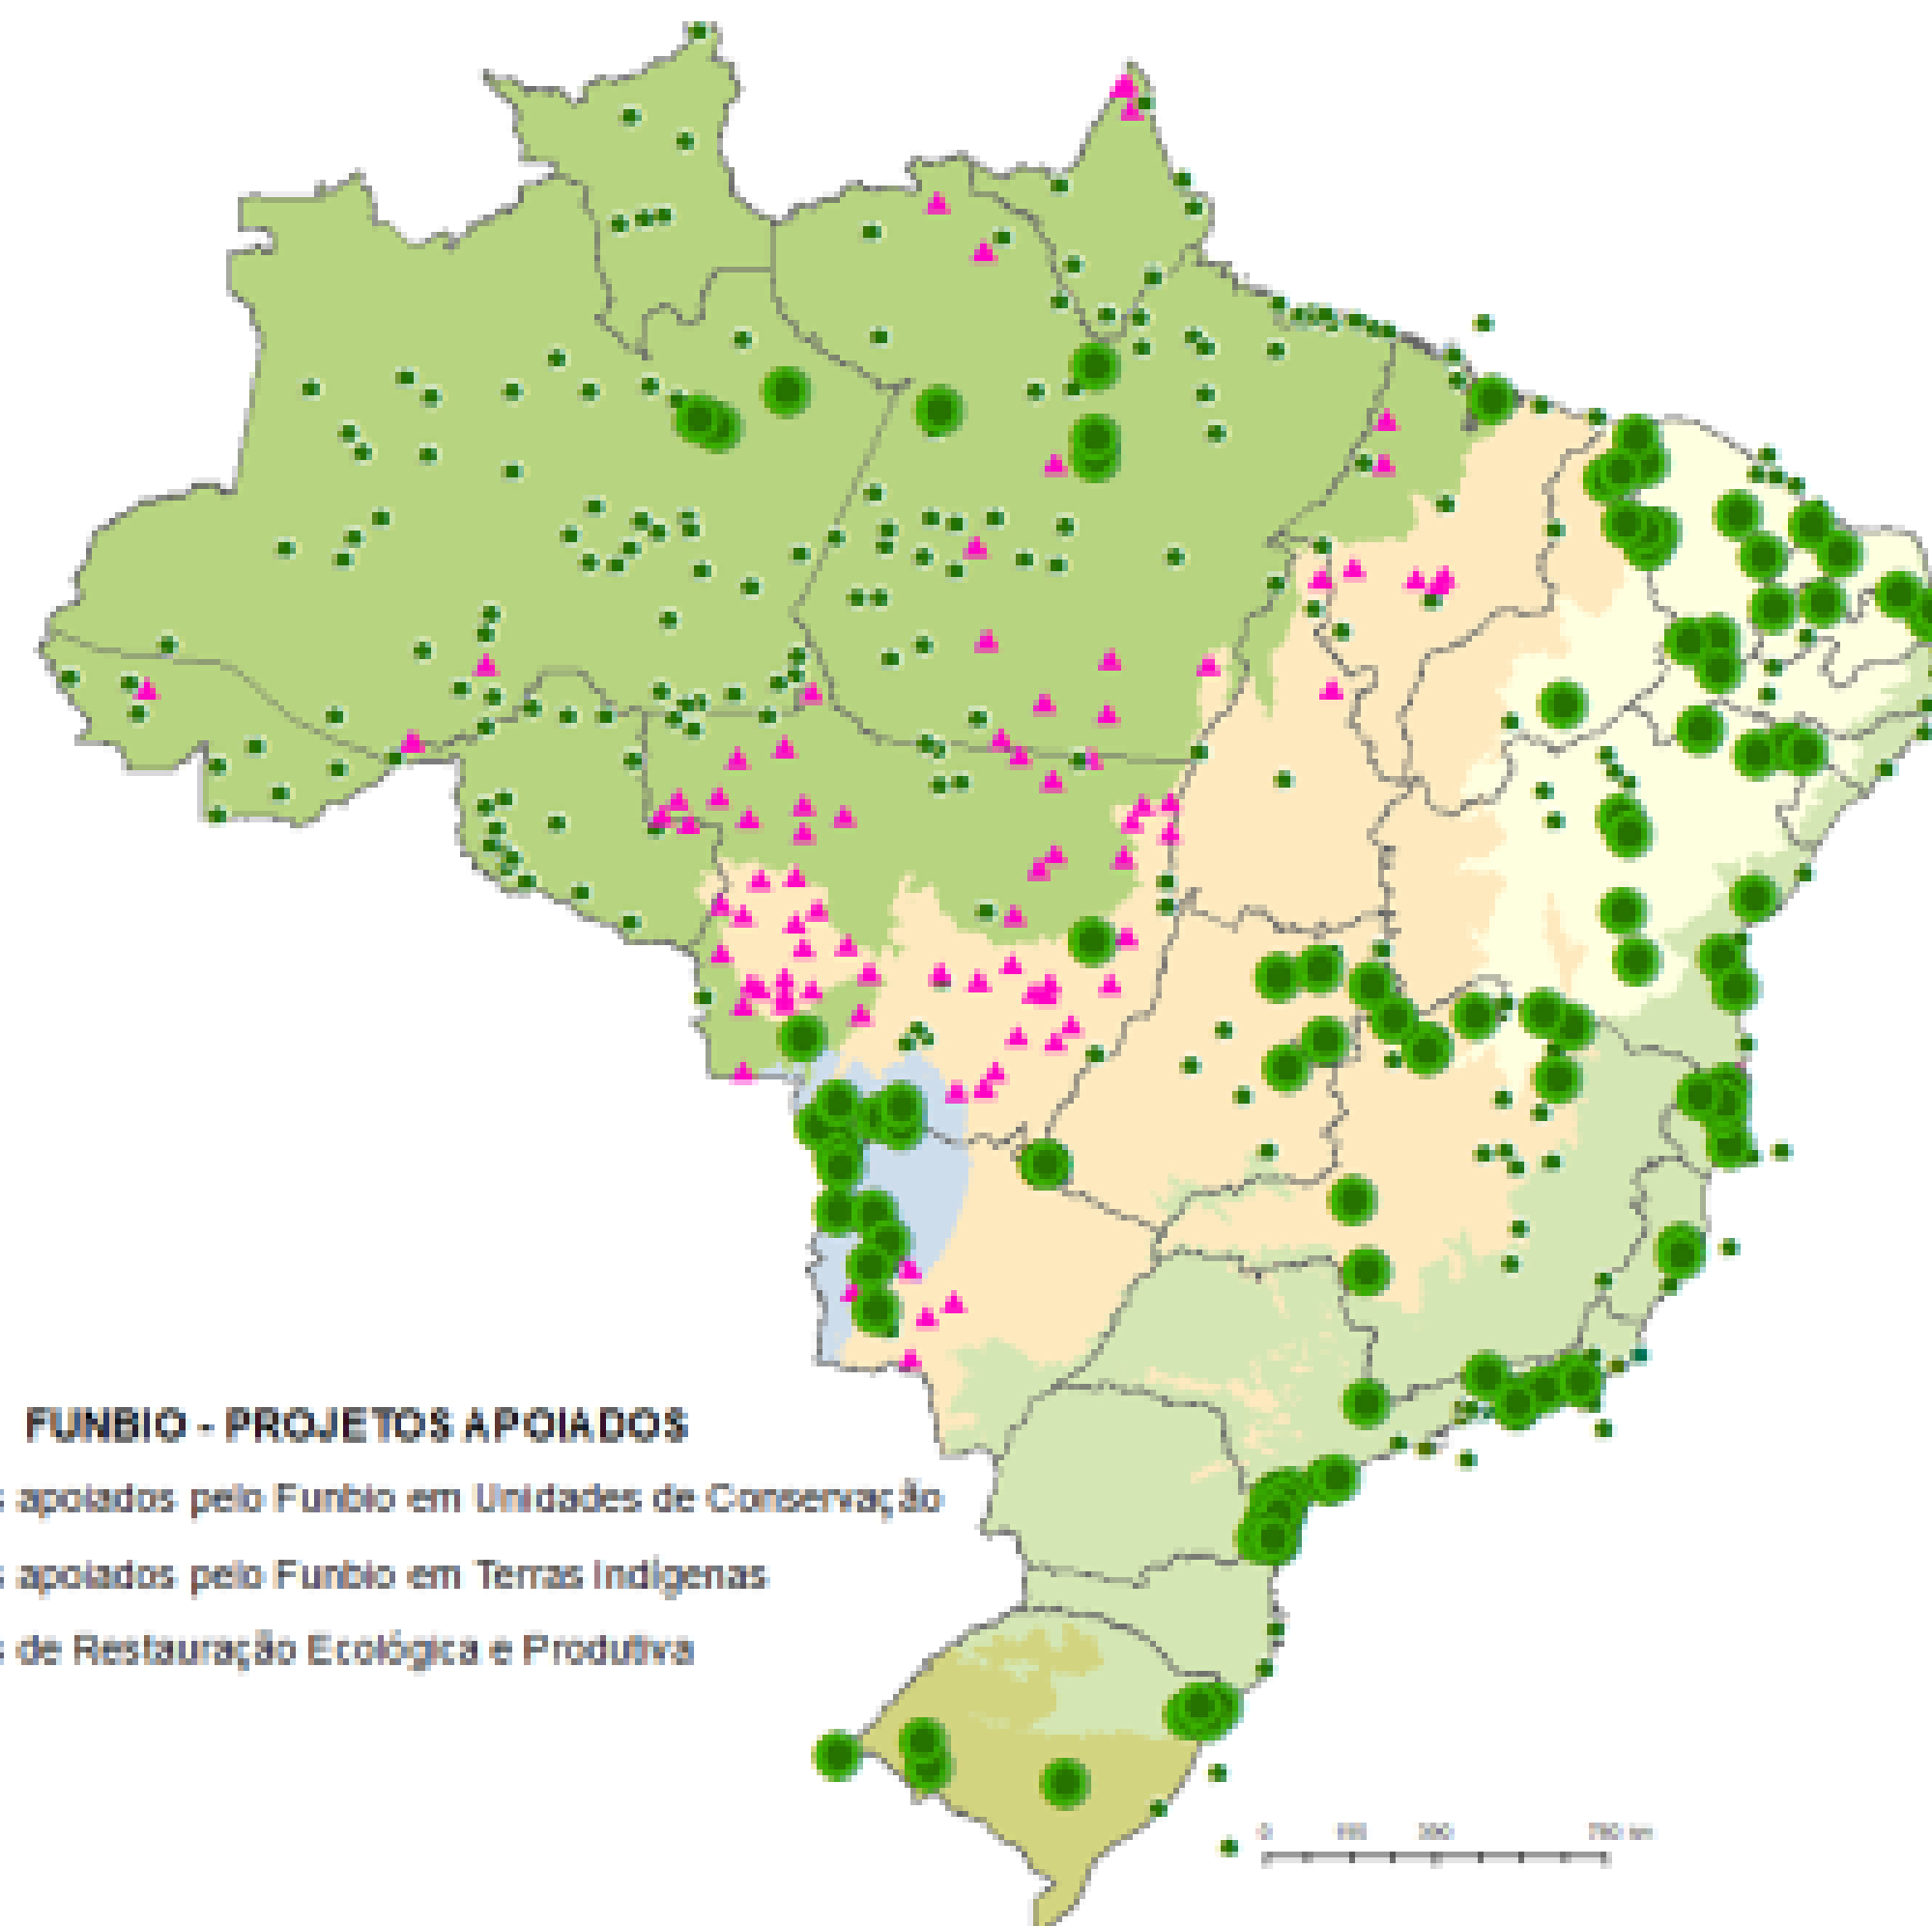 FUNBIO - PROJETOS APOIADOS
s apoiados pelo Funbio em Unidades de Conservação
s apoiados pelo Funbio em Terras Indígenas
s de Restauração Ecológica e Produtiva
0